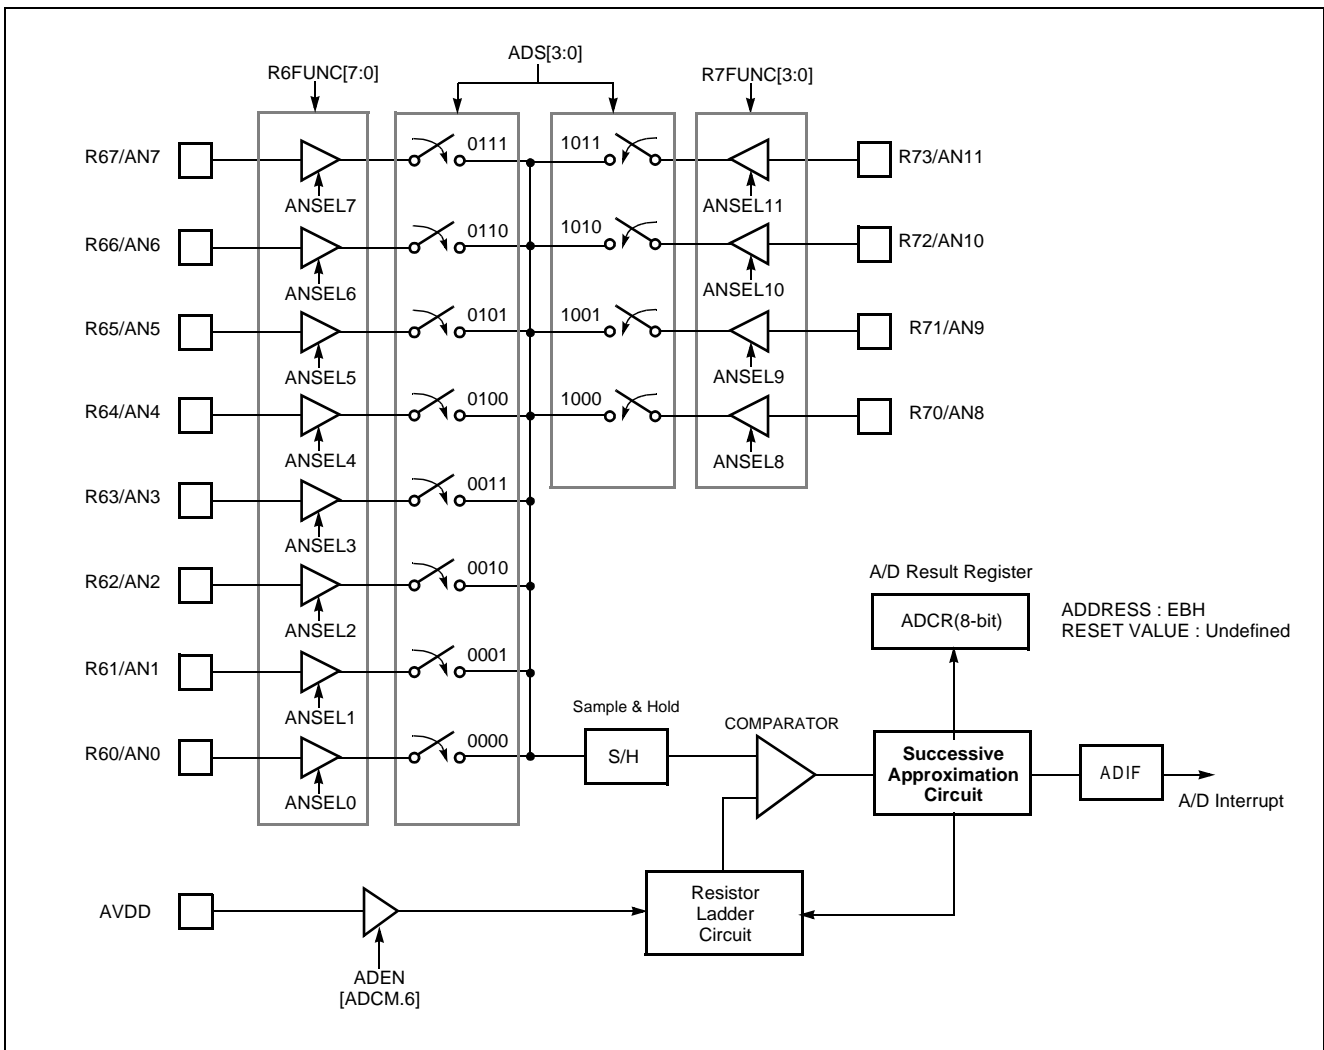 ADS[3:0]
R6FUNC[7:0]
R7FUNC[3:0]
R67/AN7
0111
1011
R73/AN11
ANSEL7
ANSEL11
R66/AN6
0110
1010
R72/AN10
ANSEL6
ANSEL10
R65/AN5
0101
1001
R71/AN9
ANSEL5
ANSEL9
R64/AN4
0100
1000
R70/AN8
ANSEL4
ANSEL8
R63/AN3
0011
ANSEL3
R62/AN2
0010
ANSEL2
A/D Result Register
ADCR(8-bit)
ADDRESS : EBH
RESET VALUE : Undefined
R61/AN1
0001
ANSEL1
R60/AN0
0000
ANSEL0
Sample & Hold
S/H
COMPARATOR
Successive
Approximation
Circuit
ADIF
A/D Interrupt
AVDD
Resistor
Ladder
Circuit
ADEN
[ADCM.6]